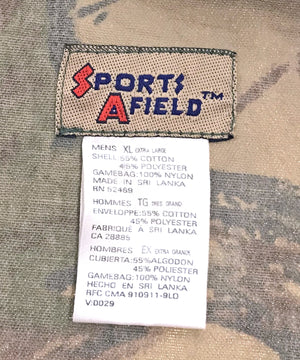 SPORTS
AFIELD™
MENS XL EXTRA LARGE
SHELL: 55% COTTON
45% POLYESTER
GAMEBAG: 100% NYLON
MADE IN SRI LANKA
RN 52469
HOMMES TG TRES GRAND
ENVELOPPE: 55% COTON
45% POLYESTER
FABRIQUE À SRI LANKA
CA 28885
HOMBRES EX EXTRA GRANDE
CUBIERTA: 55% ALGODON
45% POLIESTER
GAMEBAG: 100% NYLON
HECHO EN SRI LANKA
RFC CMA 910911-9L0
V:0029